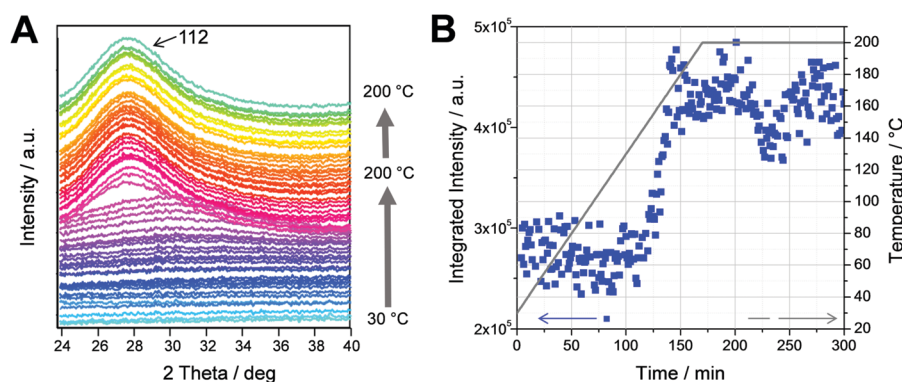 A
112
Intensity / a.u.
200 °C
200 °C
30 °C
24 26 28 30 32 34 36 38 40
2 Theta / deg
B
5x10⁵
4x10⁵
3x10⁵
2x10⁵
Integrated Intensity / a.u.
200
180
160
140
120
100
80
60
40
20
Temperature / °C
0 50 100 150 200 250 300
Time / min